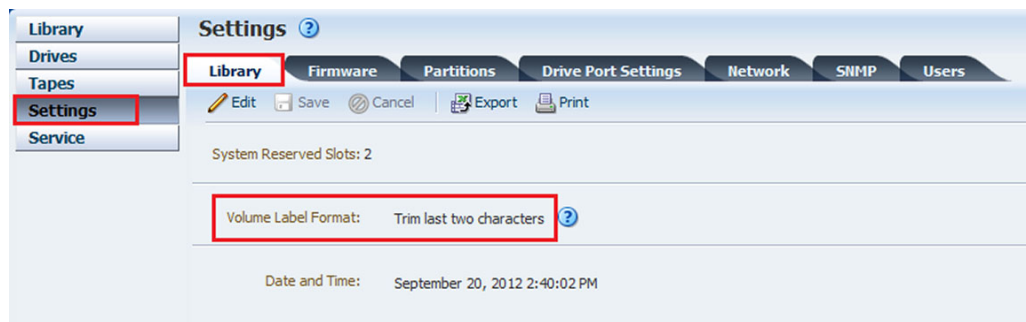 Library
Drives
Tapes
Settings
Service
Settings ?
Library Firmware Partitions Drive Port Settings Network SNMP Users
Edit Save Cancel Export Print
System Reserved Slots: 2
Volume Label Format: Trim last two characters ?
Date and Time: September 20, 2012 2:40:02 PM